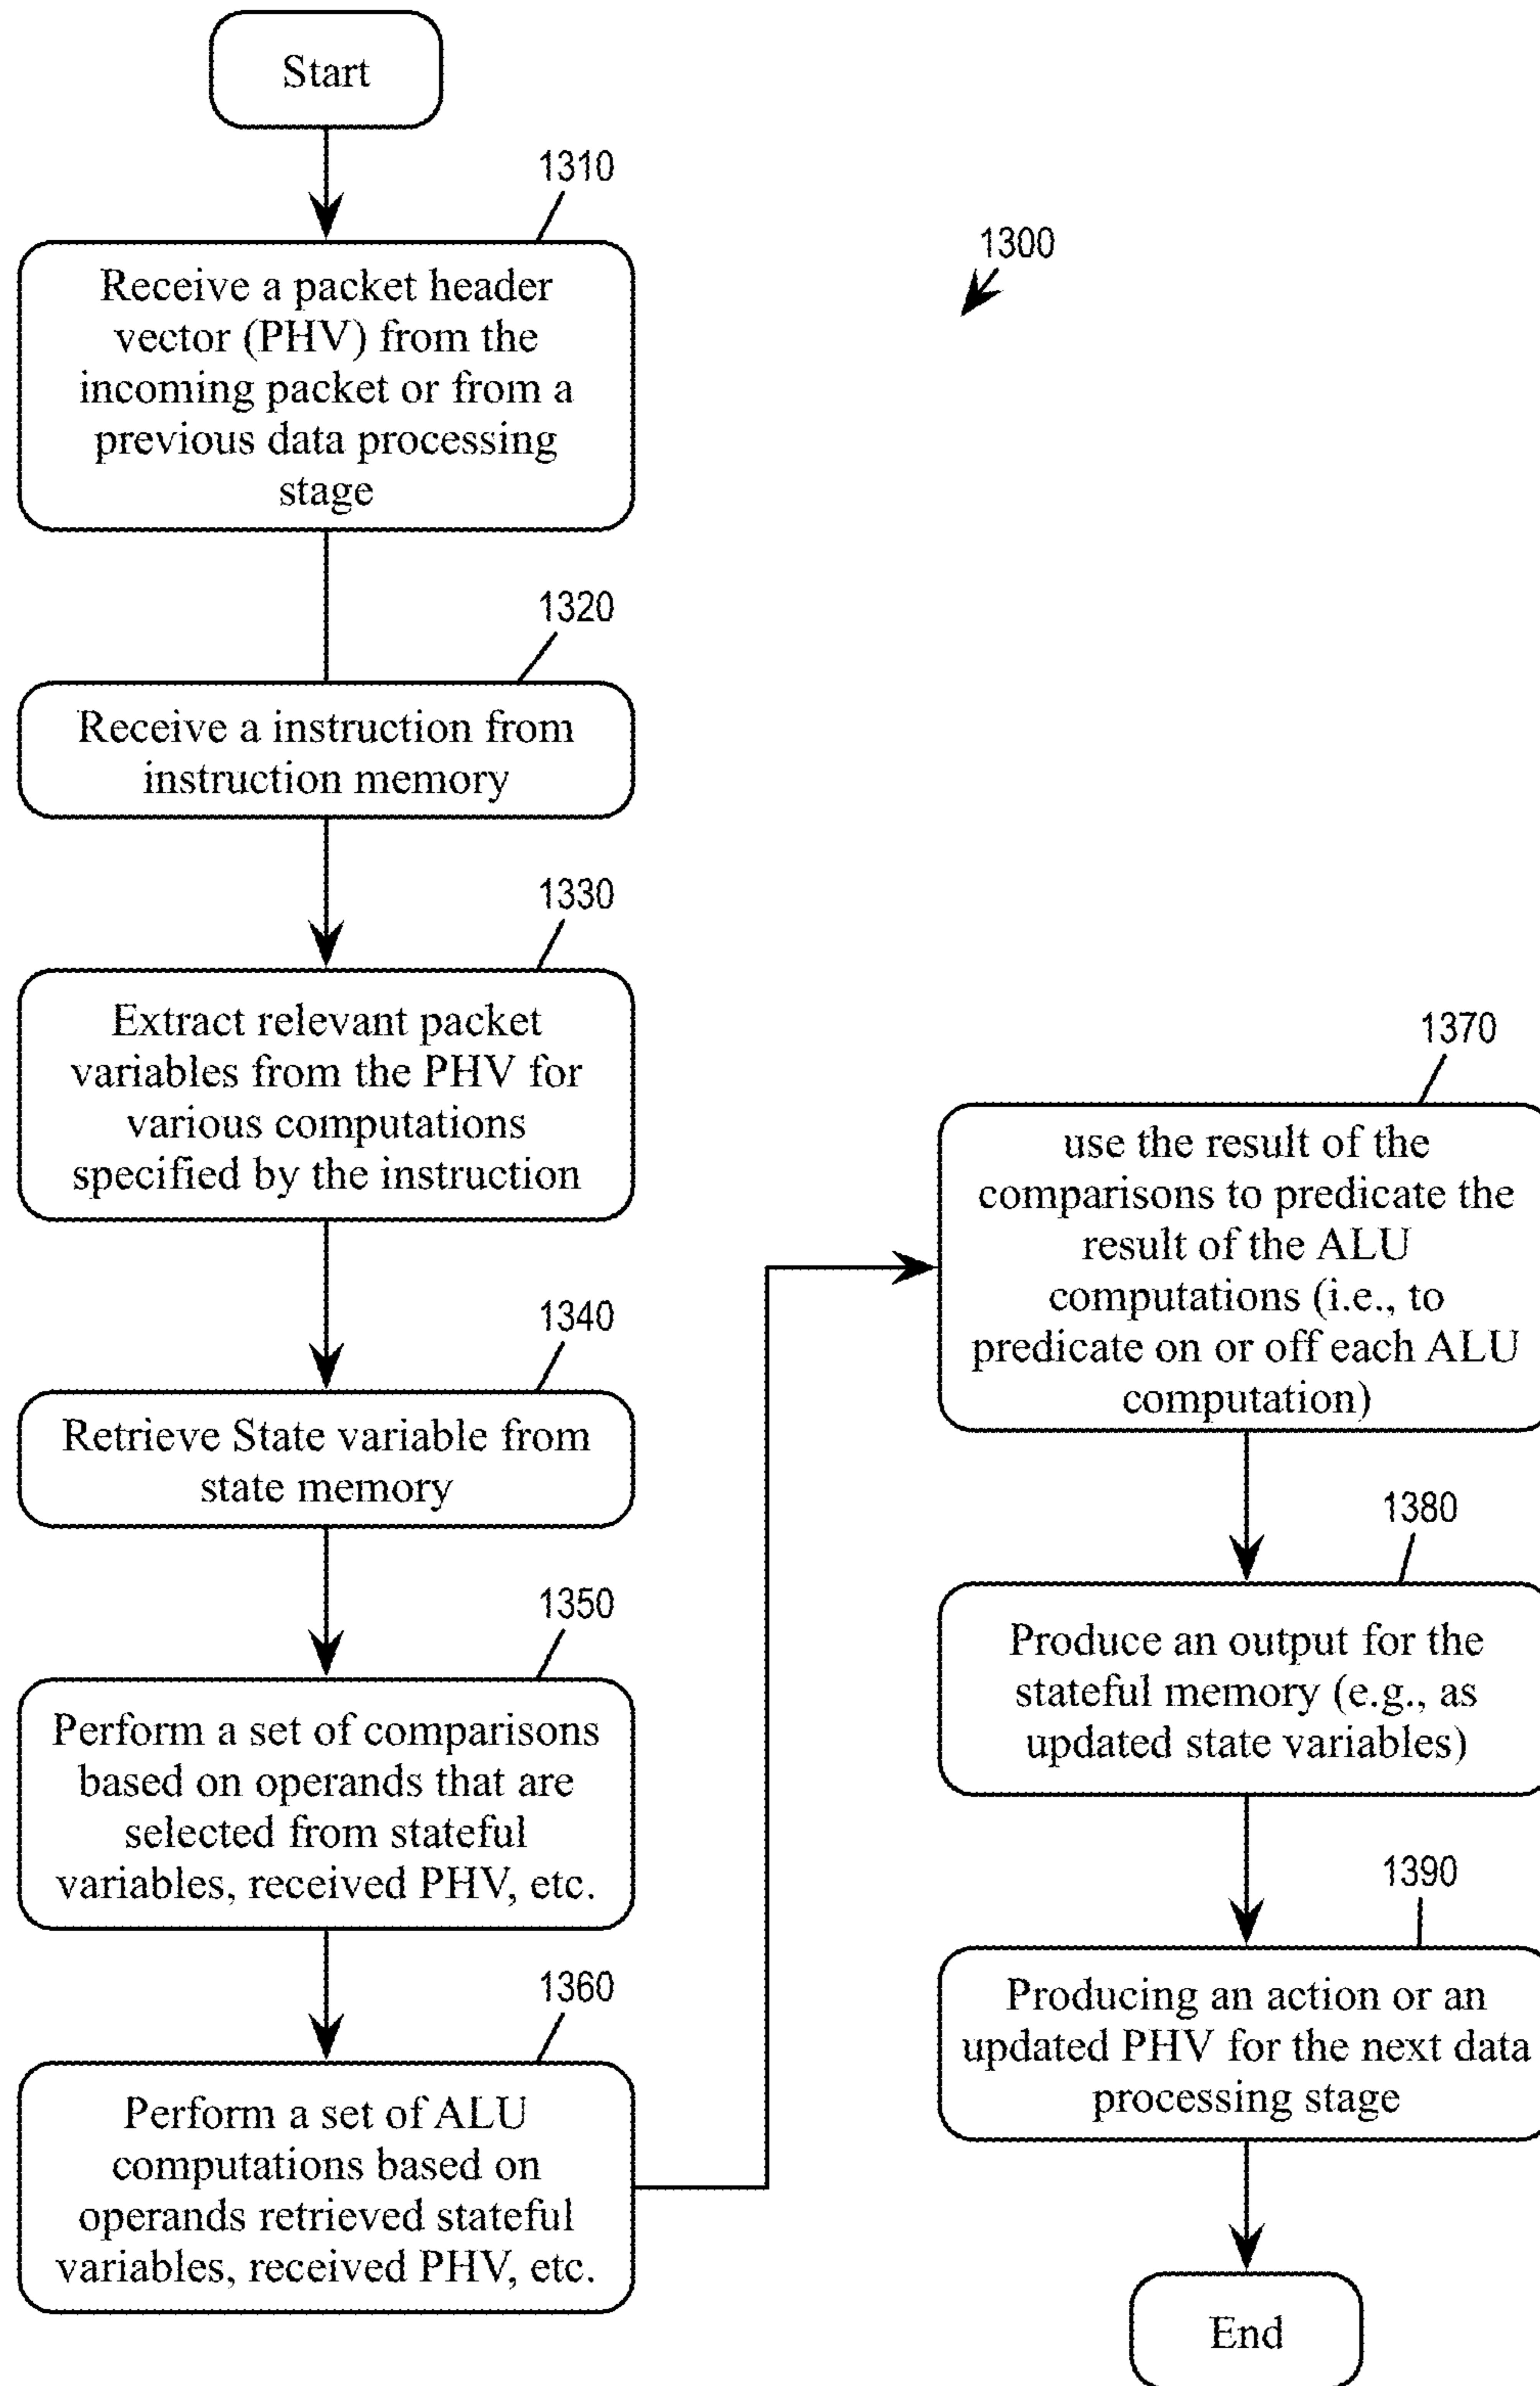 Start
1310
Receive a packet header
vector (PHV) from the
incoming packet or from a
previous data processing
stage
1320
Receive a instruction from
instruction memory
1330
Extract relevant packet
variables from the PHV for
various computations
specified by the instruction
1340
Retrieve State variable from
state memory
1350
Perform a set of comparisons
based on operands that are
selected from stateful
variables, received PHV, etc.
1360
Perform a set of ALU
computations based on
operands retrieved stateful
variables, received PHV, etc.
1300
1370
use the result of the
comparisons to predicate the
result of the ALU
computations (i.e., to
predicate on or off each ALU
computation)
1380
Produce an output for the
stateful memory (e.g., as
updated state variables)
1390
Producing an action or an
updated PHV for the next data
processing stage
End